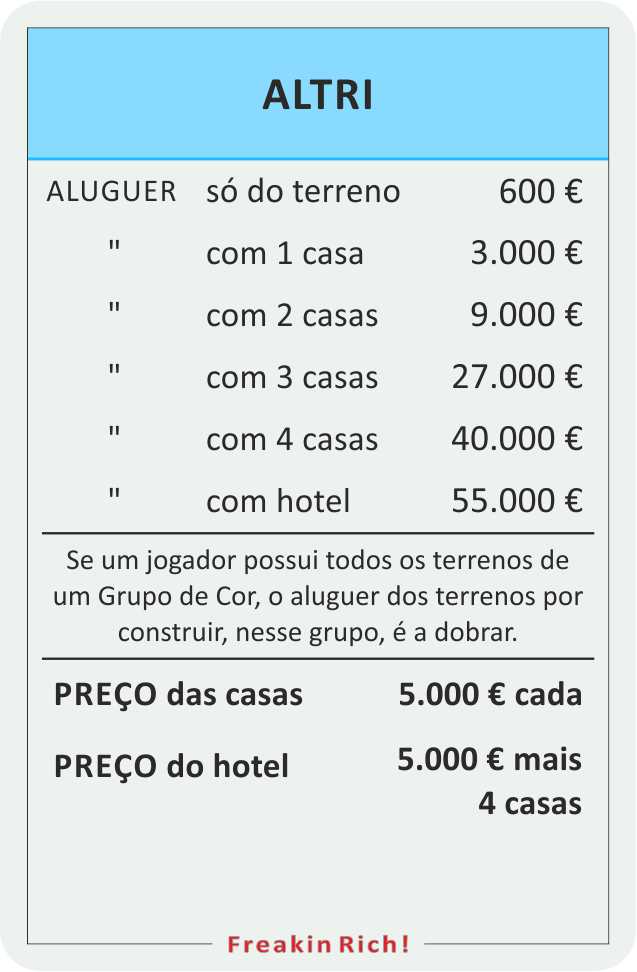 ALTRI
ALUGUER só do terreno 600 €
" com 1 casa 3.000 €
" com 2 casas 9.000 €
" com 3 casas 27.000 €
" com 4 casas 40.000 €
" com hotel 55.000 €
Se um jogador possui todos os terrenos de
um Grupo de Cor, o aluguer dos terrenos por
construir, nesse grupo, é a dobrar.
PREÇO das casas 5.000 € cada
PREÇO do hotel 5.000 € mais
4 casas
Freakin Rich!